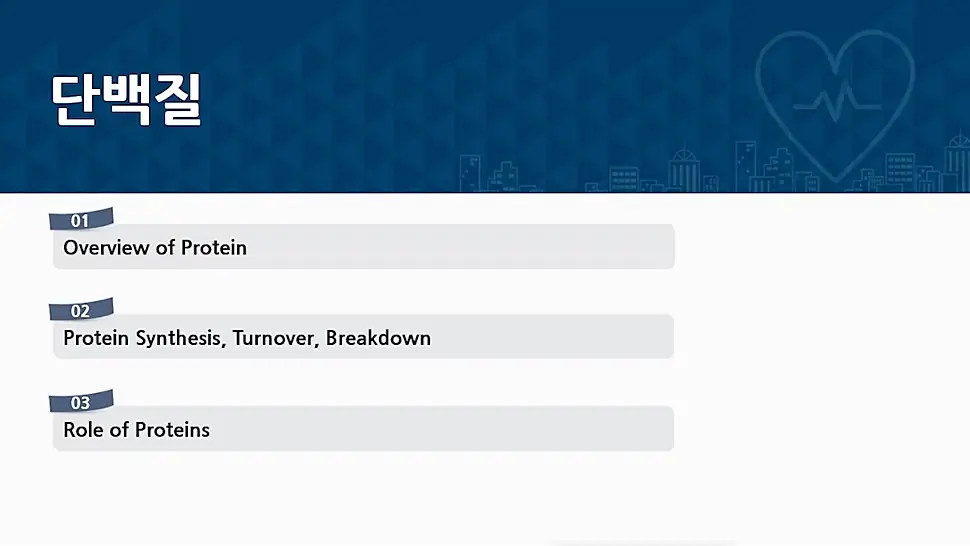 단백질
01
Overview of Protein
02
Protein Synthesis, Turnover, Breakdown
03
Role of Proteins